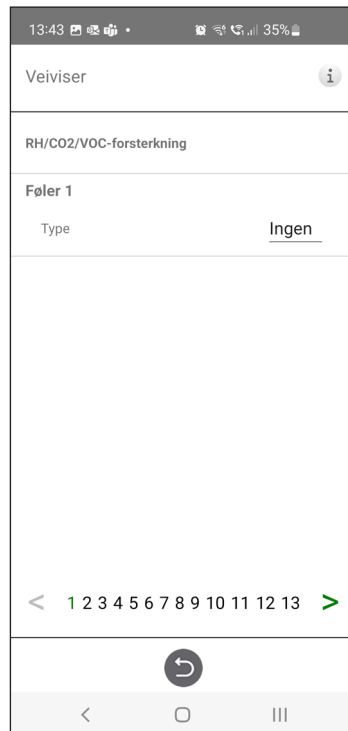 13:43 35%
Veiviser i
RH/CO2/VOC-forsterkning
Føler 1
Type Ingen
< 1 2 3 4 5 6 7 8 9 10 11 12 13 >